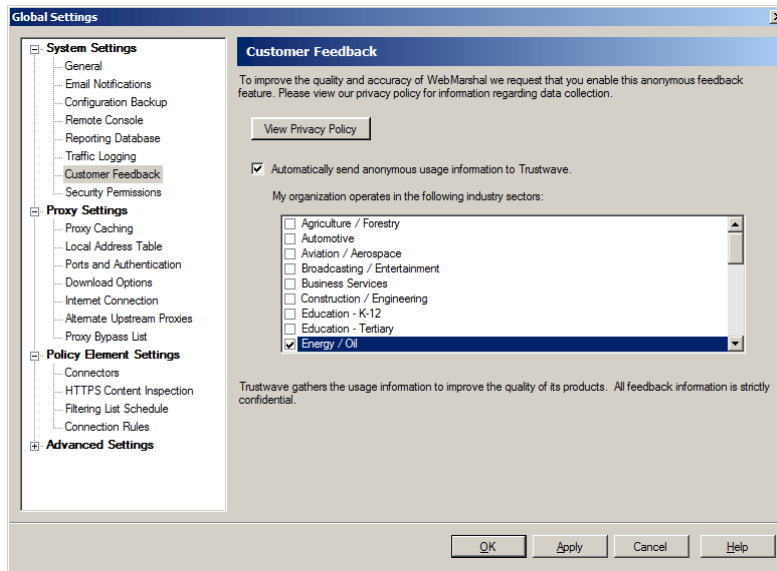 Global Settings
System Settings
General
Email Notifications
Configuration Backup
Remote Console
Reporting Database
Traffic Logging
Customer Feedback
Security Permissions
Proxy Settings
Proxy Caching
Local Address Table
Ports and Authentication
Download Options
Internet Connection
Alternate Upstream Proxies
Proxy Bypass List
Policy Element Settings
Connectors
HTTPS Content Inspection
Filtering List Schedule
Connection Rules
Advanced Settings
Customer Feedback
To improve the quality and accuracy of WebMarshal we request that you enable this anonymous feedback
feature. Please view our privacy policy for information regarding data collection.
View Privacy Policy
Automatically send anonymous usage information to Trustwave.
My organization operates in the following industry sectors:
Agriculture / Forestry
Automotive
Aviation / Aerospace
Broadcasting / Entertainment
Business Services
Construction / Engineering
Education - K-12
Education - Tertiary
Energy / Oil
Trustwave gathers the usage information to improve the quality of its products. All feedback information is strictly
confidential.
OK
Apply
Cancel
Help